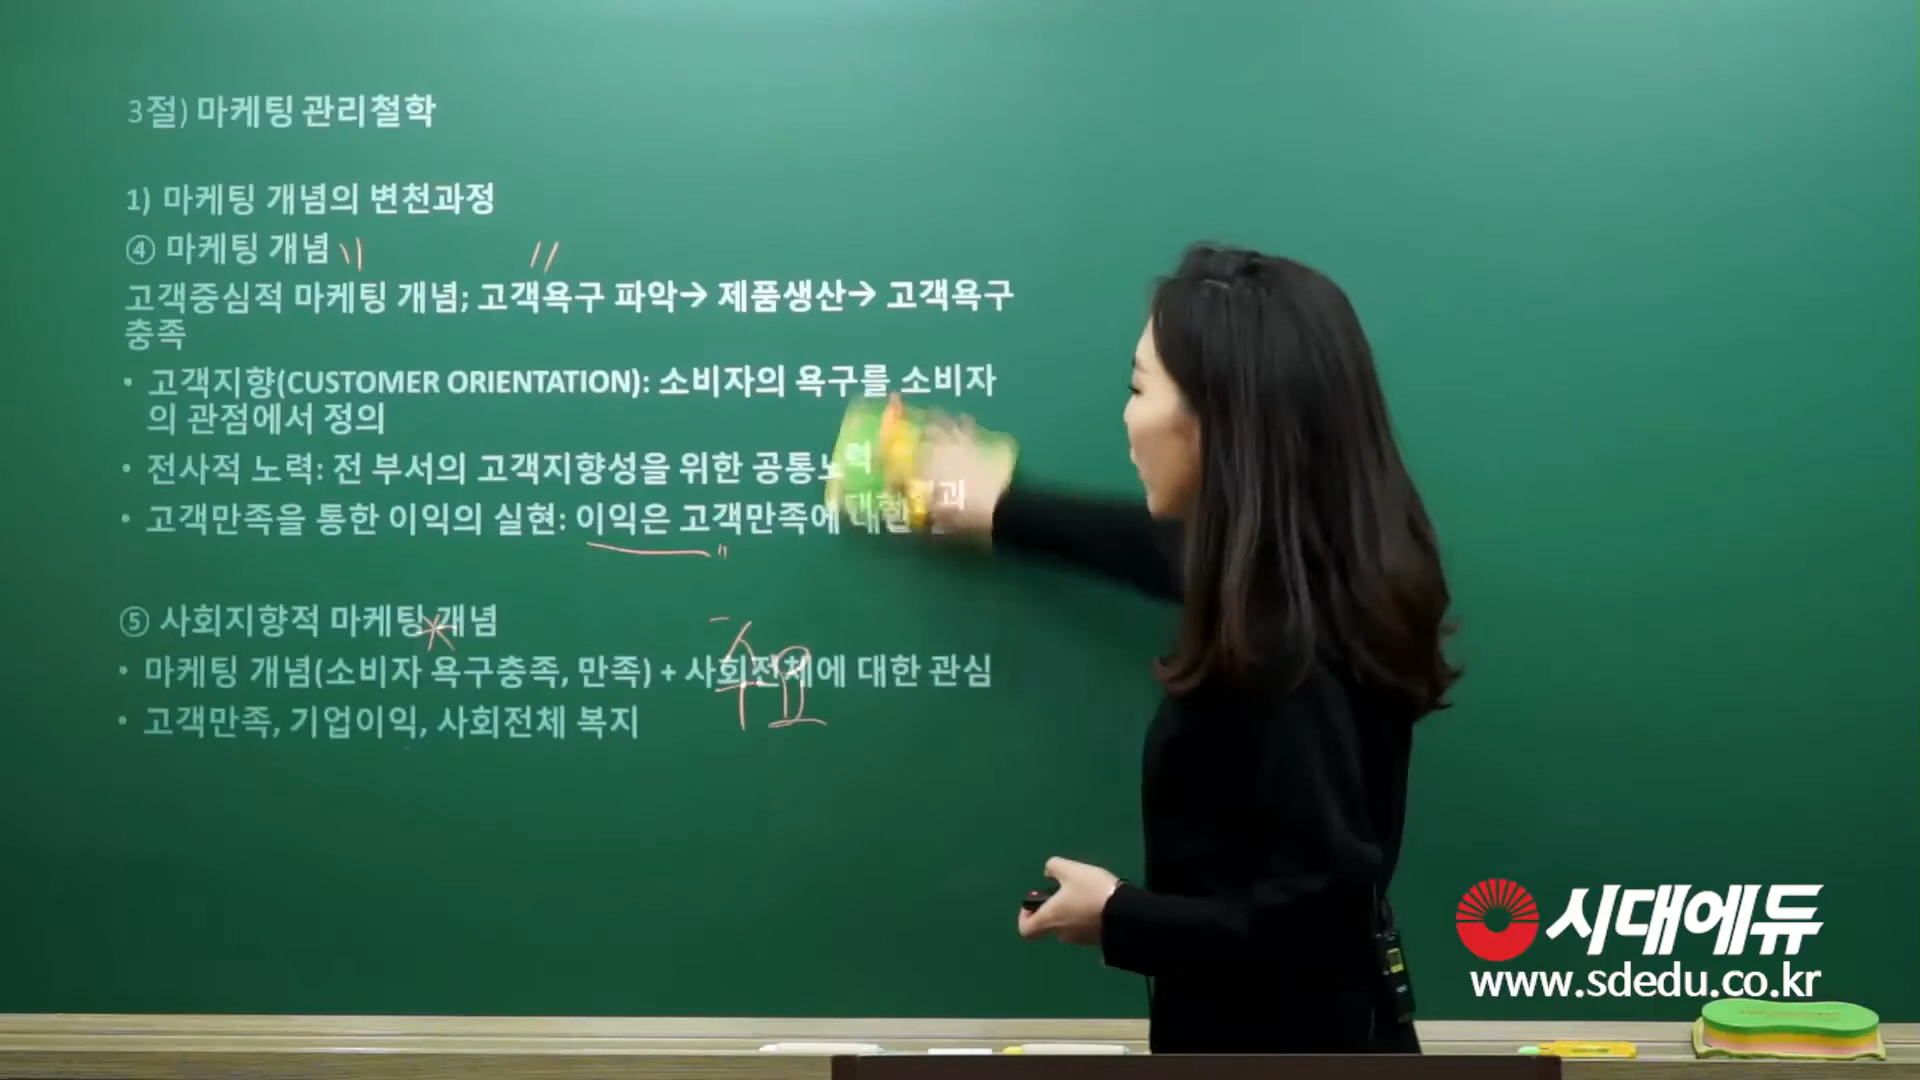 3절) 마케팅 관리철학
1) 마케팅 개념의 변천과정
④ 마케팅 개념
고객중심적 마케팅 개념; 고객욕구 파악→ 제품생산→ 고객욕구
충족
• 고객지향(CUSTOMER ORIENTATION): 소비자의 욕구를 소비자
의 관점에서 정의
• 전사적 노력: 전 부서의 고객지향성을 위한 공통노력
• 고객만족을 통한 이익의 실현: 이익은 고객만족에 대한
⑤ 사회지향적 마케팅 개념
• 마케팅 개념(소비자 욕구충족, 만족) + 사회전체에 대한 관심
수요
• 고객만족, 기업이익, 사회전체 복지
시대에듀
www.sdedu.co.kr